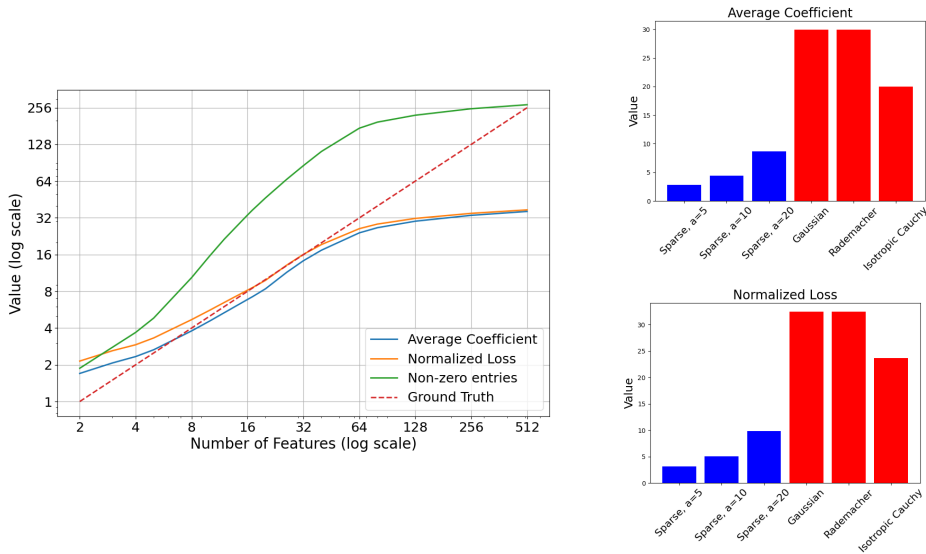 Value (log scale)
256
128
64
32
16
8
4
2
1
2
4
8
16
32
64
128
256
512
Number of Features (log scale)
Average Coefficient
Normalized Loss
Non-zero entries
Ground Truth
Average Coefficient
Value
30
25
20
15
10
5
0
Sparse, a=5
Sparse, a=10
Sparse, a=20
Gaussian
Rademacher
Isotropic Cauchy
Normalized Loss
Value
30
25
20
15
10
5
0
Sparse, a=5
Sparse, a=10
Sparse, a=20
Gaussian
Rademacher
Isotropic Cauchy